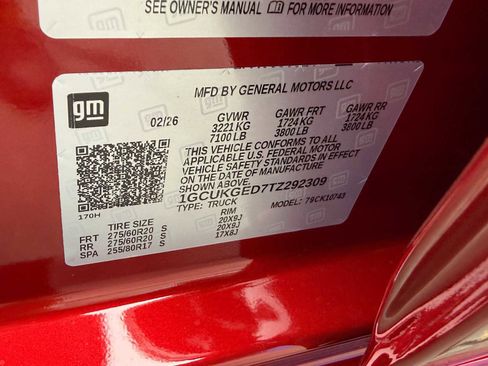 SEE OWNER'S MANUAL FOR MORE INFORMATION
gm
MFD BY GENERAL MOTORS LLC
02/26 GVWR GAWR FRT GAWR RR
3221 KG 1724 KG 1724 KG
7100 LB 3800 LB 3800 LB
THIS VEHICLE CONFORMS TO ALL
APPLICABLE U.S. FEDERAL MOTOR
VEHICLE SAFETY STANDARDS IN EFFECT
ON THE DATE OF MANUFACTURE SHOWN ABOVE.
1GCUKGED7TZ292309
TYPE: TRUCK MODEL: 79CK10743
170H
TIRE SIZE RIM
FRT 275/60R20 S 20X9J
RR 275/60R20 S 20X9J
SPA 255/80R17 S 17X8J